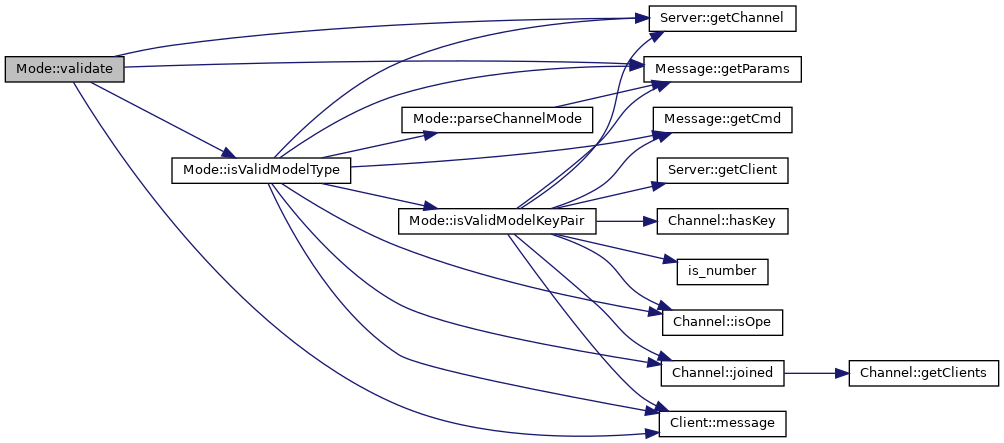 Server::getChannel
Mode::validate
Message::getParams
Mode::parseChannelMode
Message::getCmd
Mode::isValidModelType
Server::getClient
Mode::isValidModelKeyPair
Channel::hasKey
is_number
Channel::isOpe
Channel::joined
Channel::getClients
Client::message